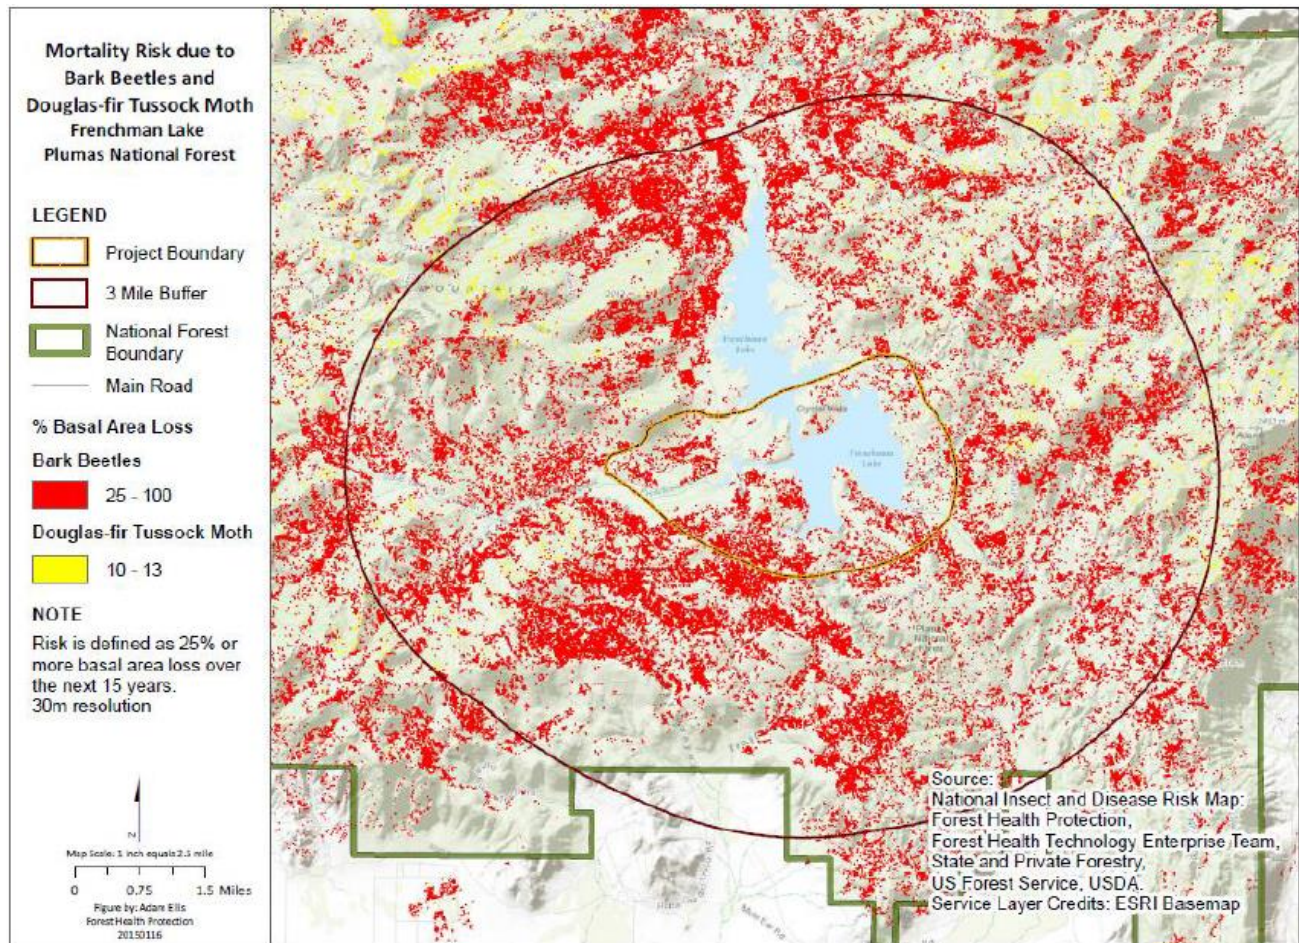 Mortality Risk due to
Bark Beetles and
Douglas-fir Tussock Moth
Frenchman Lake
Plumas National Forest
LEGEND
Project Boundary
3 Mile Buffer
National Forest
Boundary
Main Road
% Basal Area Loss
Bark Beetles
25 - 100
Douglas-fir Tussock Moth
10 - 13
NOTE
Risk is defined as 25% or
more basal area loss over
the next 15 years.
30m resolution
N
Map Scale: 1 inch equals 2.5 mile
0 0.75 1.5 Miles
Figure by: Adam Ellis
Forest Health Protection
20150116
Frenchman
Lake
Frenchman
Lake
Source:
National Insect and Disease Risk Map:
Forest Health Protection,
Forest Health Technology Enterprise Team,
State and Private Forestry,
US Forest Service, USDA.
Service Layer Credits: ESRI Basemap